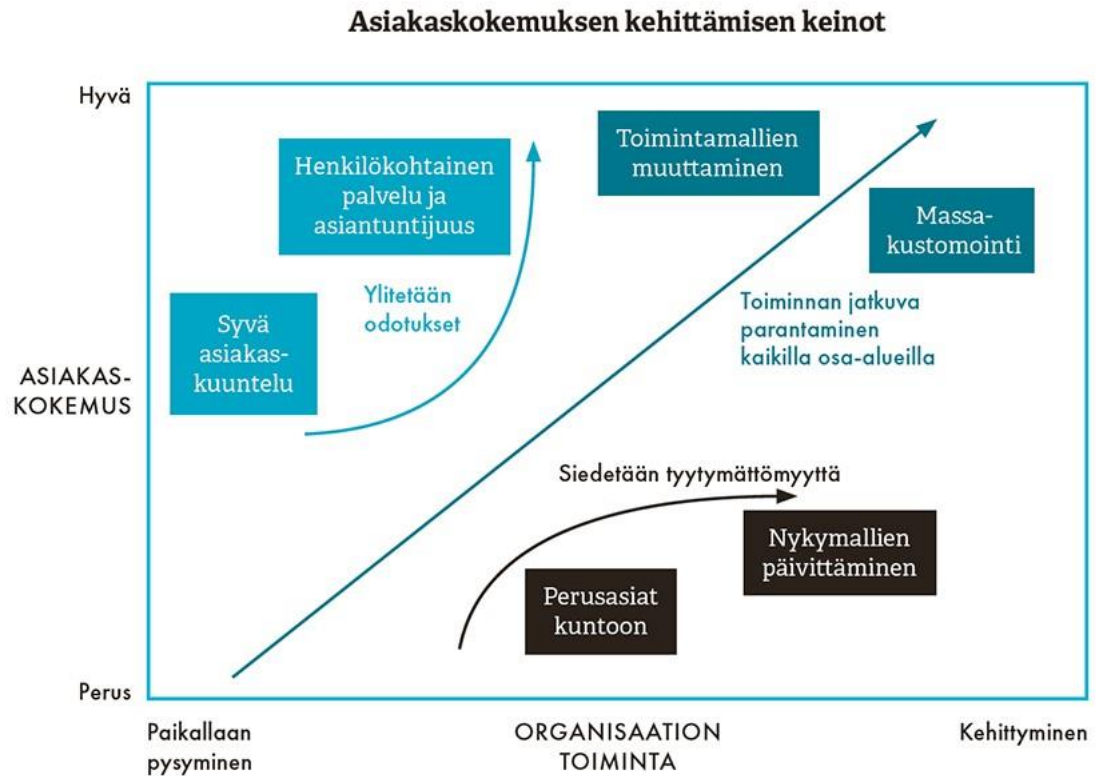 Asiakaskokemuksen kehittämisen keinot
Hyvä
Henkilökohtainen
palvelu ja
asiantuntijuus
Toimintamallien
muuttaminen
Massa-
kustomointi
Ylitetään
odotukset
Syvä
asiakas-
kuuntelu
Toiminnan jatkuva
parantaminen
kaikilla osa-alueilla
ASIAKAS-
KOKEMUS
Siedetään tyytymättömyyttä
Nykymallien
päivittäminen
Perusasiat
kuntoon
Perus
Paikallaan
pysyminen
ORGANISAATION
TOIMINTA
Kehittyminen